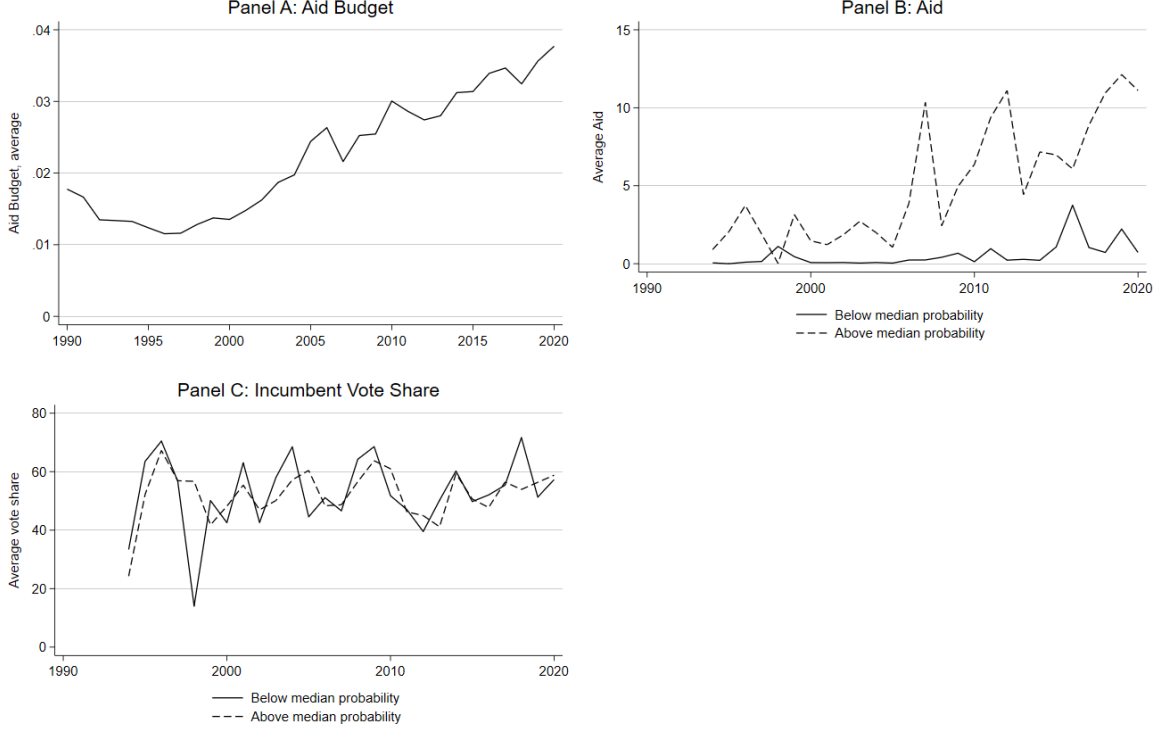 Panel A: Aid Budget
.04
.03
.02
.01
0
Aid Budget, average
1990
1995
2000
2005
2010
2015
2020
Panel B: Aid
15
10
5
0
Average Aid
1990
2000
2010
2020
Below median probability
Above median probability
Panel C: Incumbent Vote Share
80
60
40
20
0
Average vote share
1990
2000
2010
2020
Below median probability
Above median probability